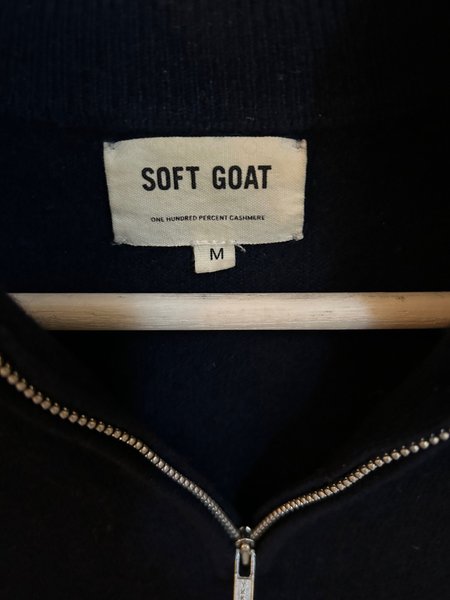 SOFT GOAT
ONE HUNDRED PERCENT CASHMERE
M